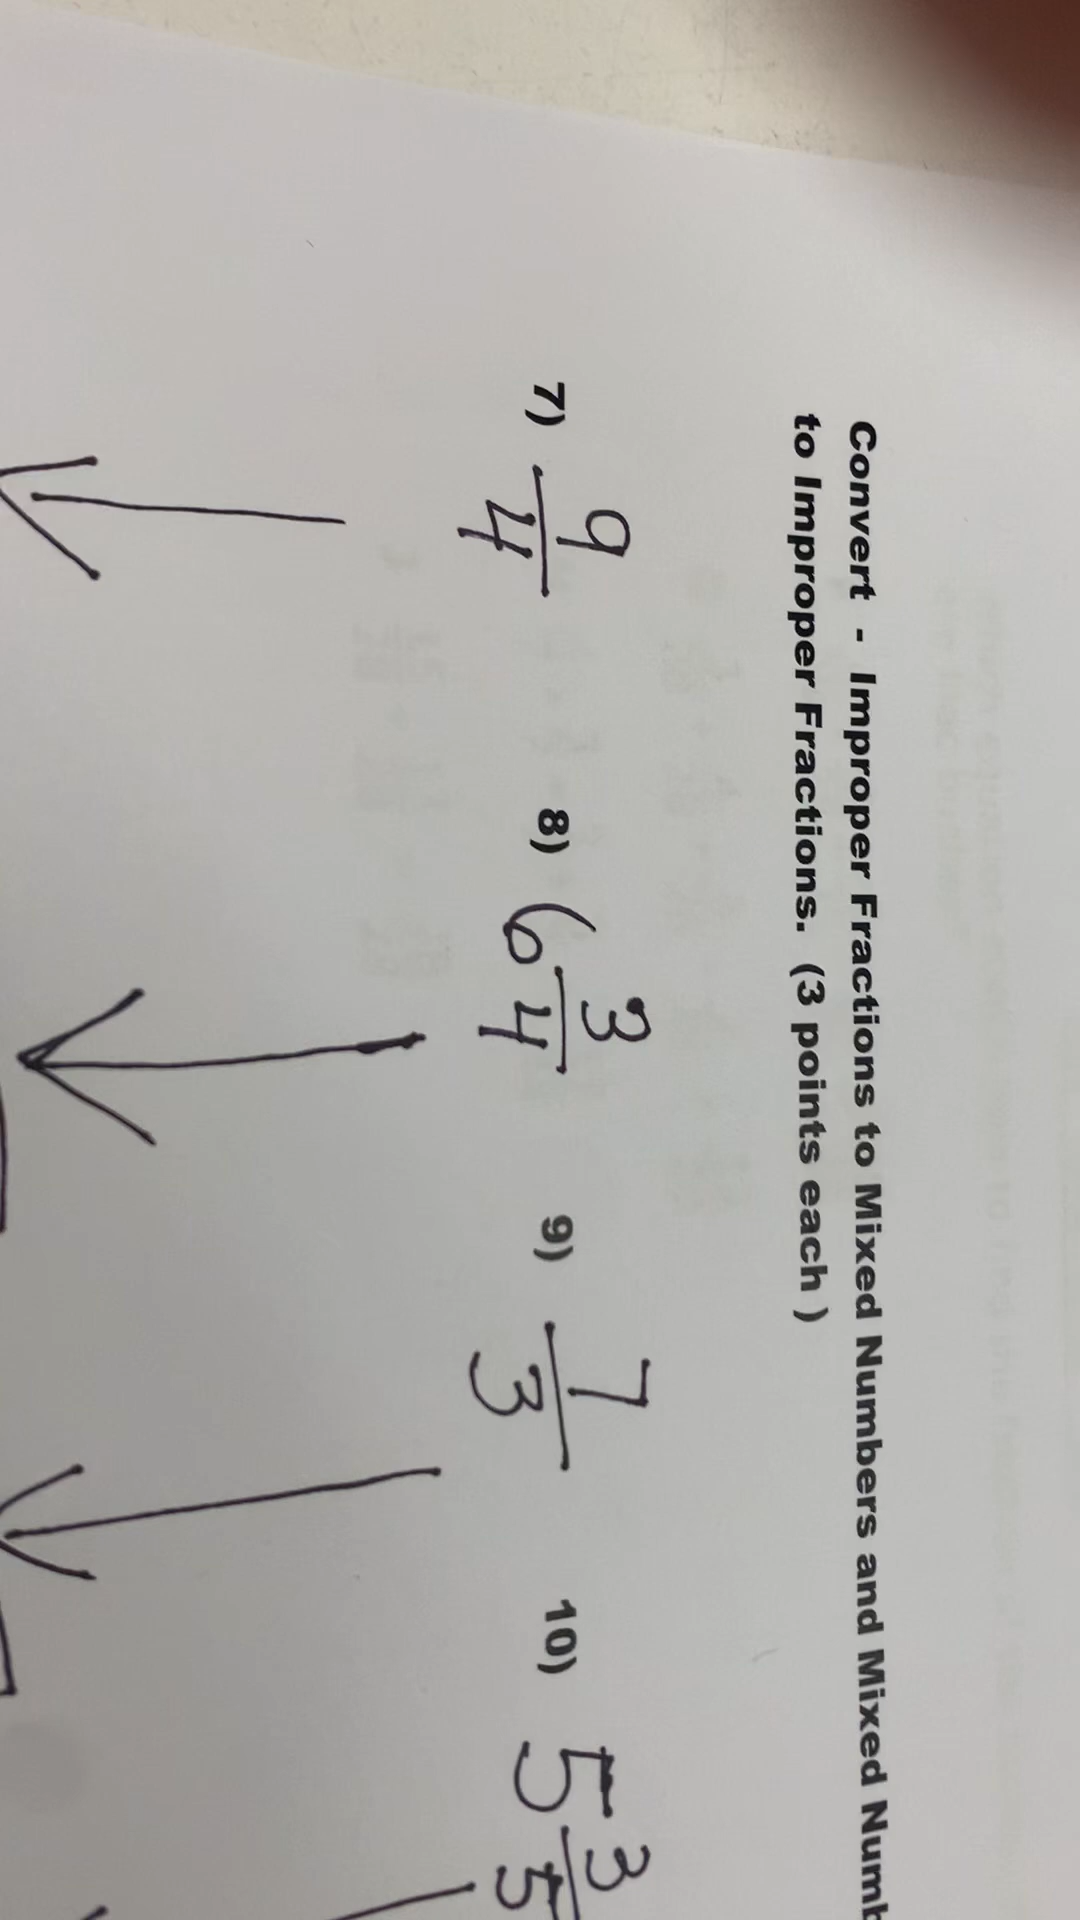 Convert - Improper Fractions to Mixed Numbers and Mixed
to Improper Fractions. (3 points each)
7) 9/4 8) 6 3/4 9) 7/3 10) 5 3/5